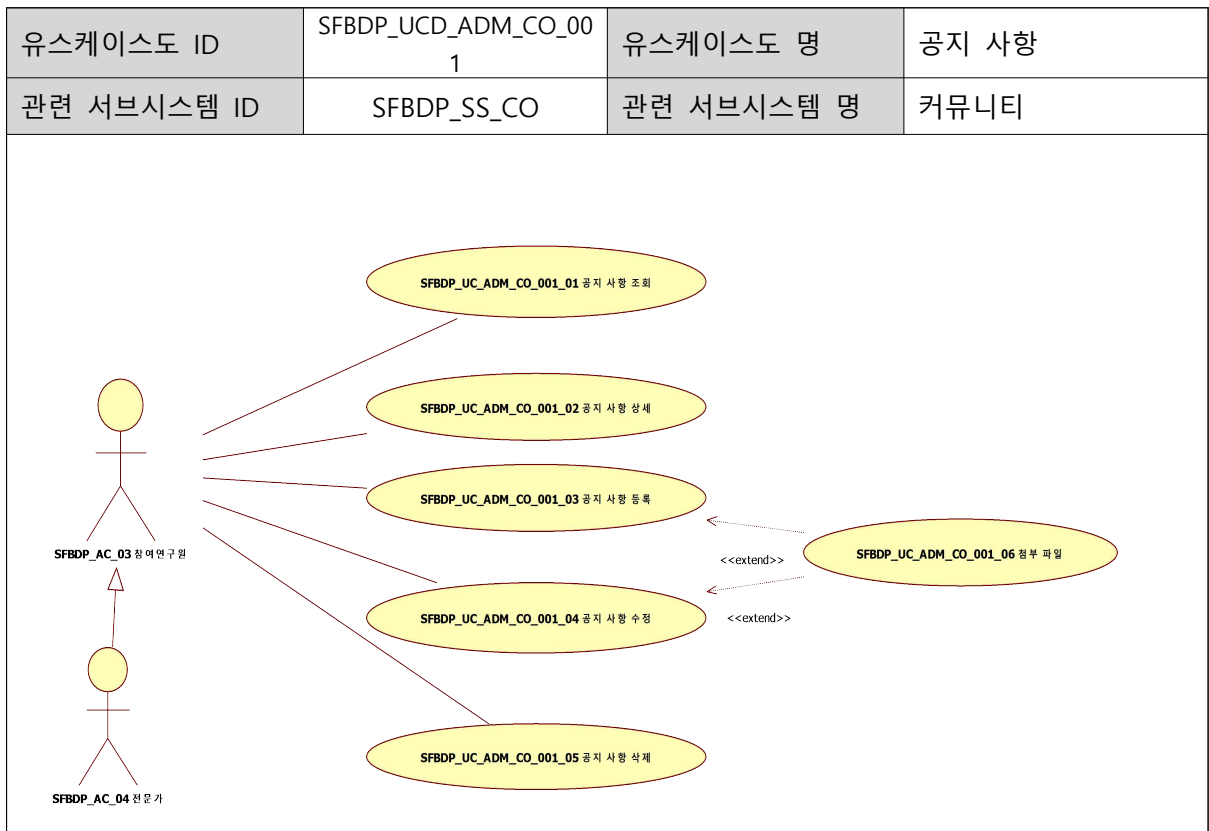 유스케이스도 ID
SFBDP_UCD_ADM_CO_00
1
유스케이스도 명
공지 사항
관련 서브시스템 ID
SFBDP_SS_CO
관련 서브시스템 명
커뮤니티
SFBDP_UC_ADM_CO_001_01 공지 사항 조회
SFBDP_UC_ADM_CO_001_02 공지 사항 상세
SFBDP_UC_ADM_CO_001_03 공지 사항 등록
SFBDP_AC_03 참여연구원
<<extend>>
SFBDP_UC_ADM_CO_001_06 첨부 파일
SFBDP_UC_ADM_CO_001_04 공지 사항 수정
<<extend>>
SFBDP_UC_ADM_CO_001_05 공지 사항 삭제
SFBDP_AC_04 전문가